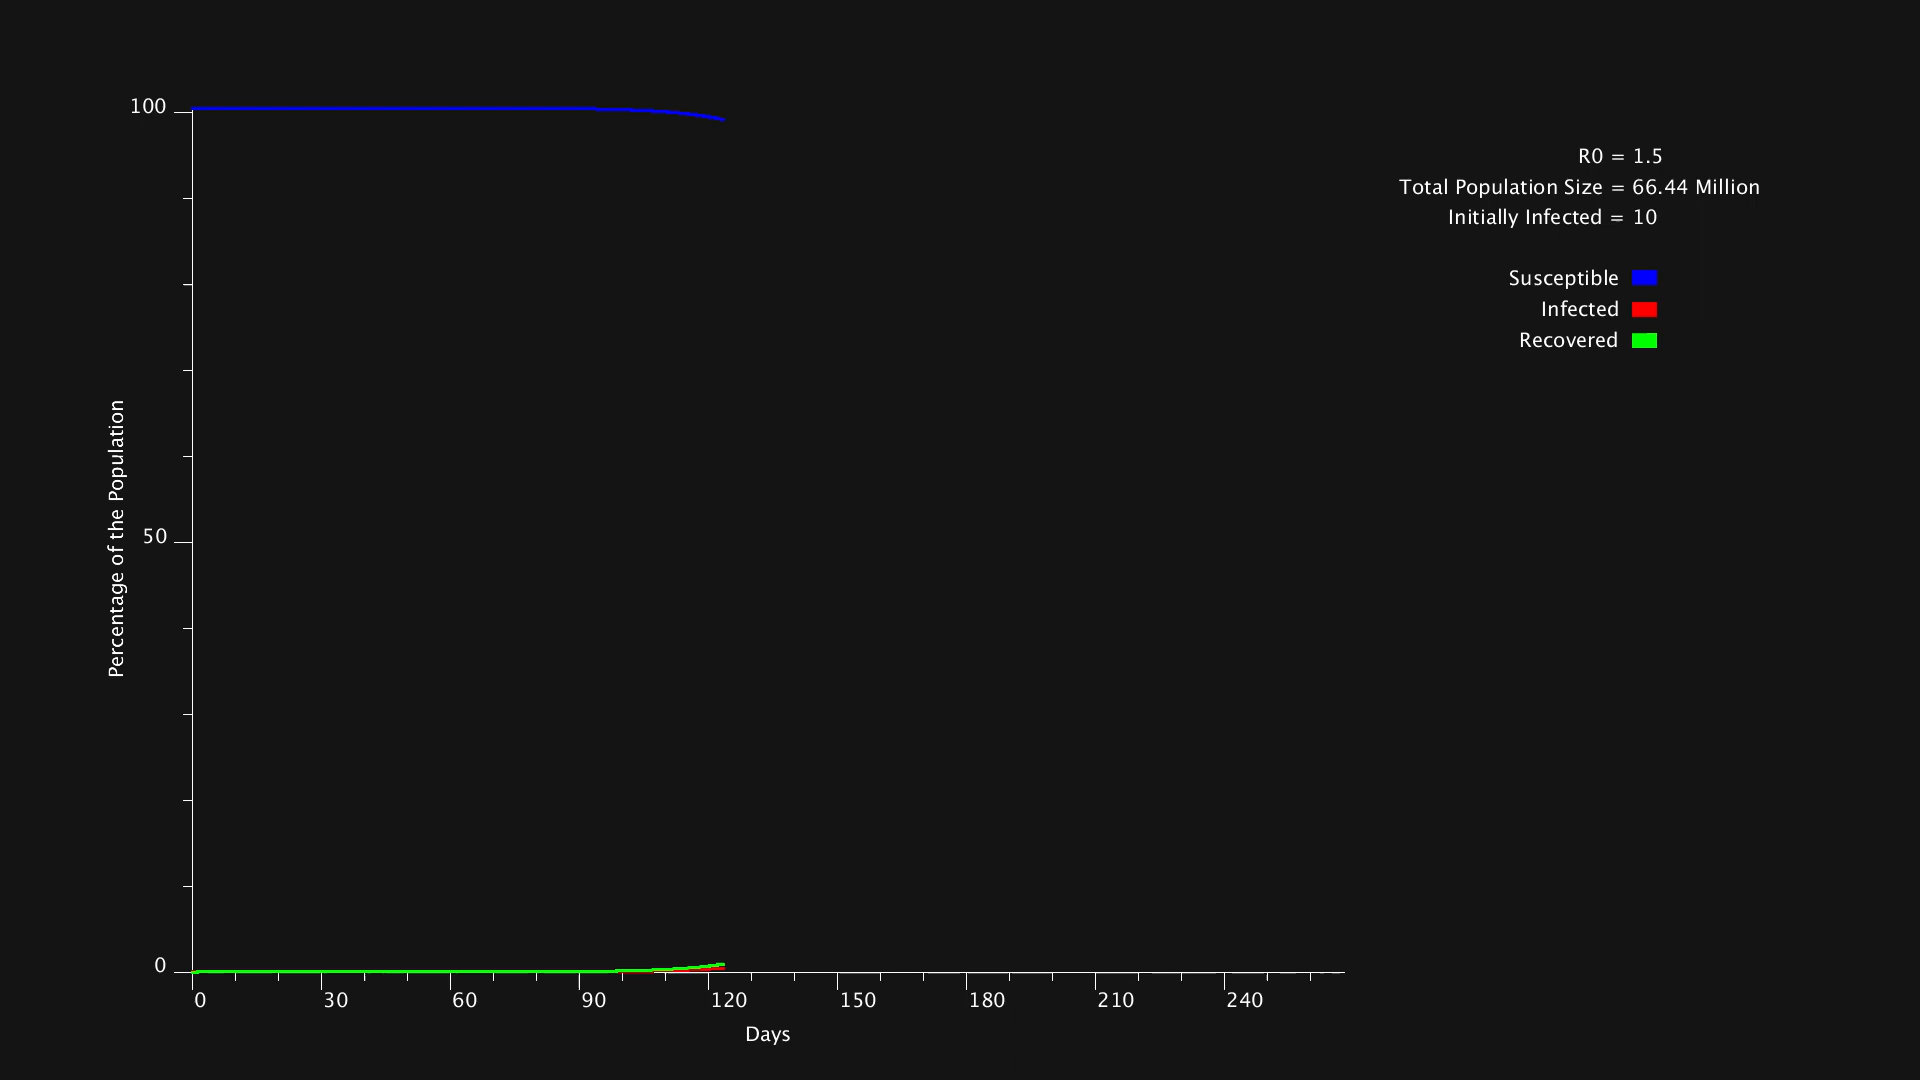 100
50
0
Percentage of the Population
0 30 60 90 120 150 180 210 240
Days
R0 = 1.5
Total Population Size = 66.44 Million
Initially Infected = 10
Susceptible
Infected
Recovered